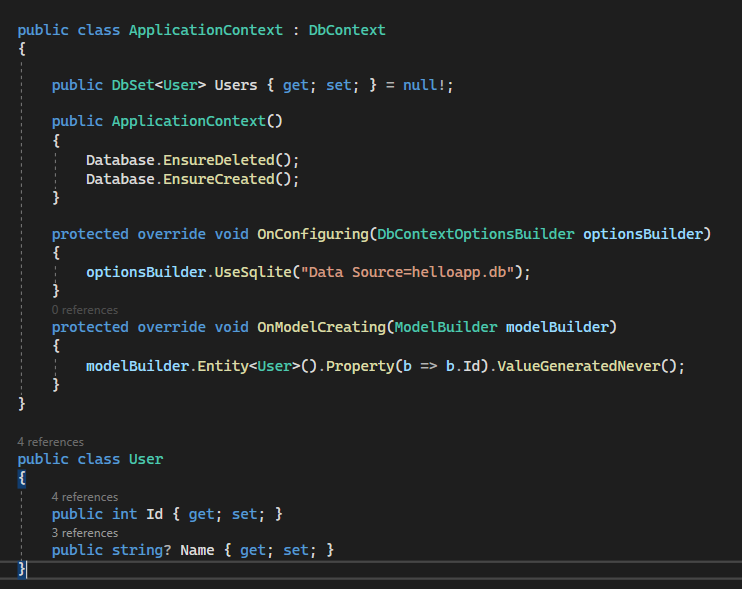 public class ApplicationContext : DbContext
{
public DbSet<User> Users { get; set; } = null!;
public ApplicationContext()
{
Database.EnsureDeleted();
Database.EnsureCreated();
}
protected override void OnConfiguring(DbContextOptionsBuilder optionsBuilder)
{
optionsBuilder.UseSqlite("Data Source=helloapp.db");
}
0 references
protected override void OnModelCreating(ModelBuilder modelBuilder)
{
modelBuilder.Entity<User>().Property(b => b.Id).ValueGeneratedNever();
}
}
4 references
public class User
{
4 references
public int Id { get; set; }
3 references
public string? Name { get; set; }
}